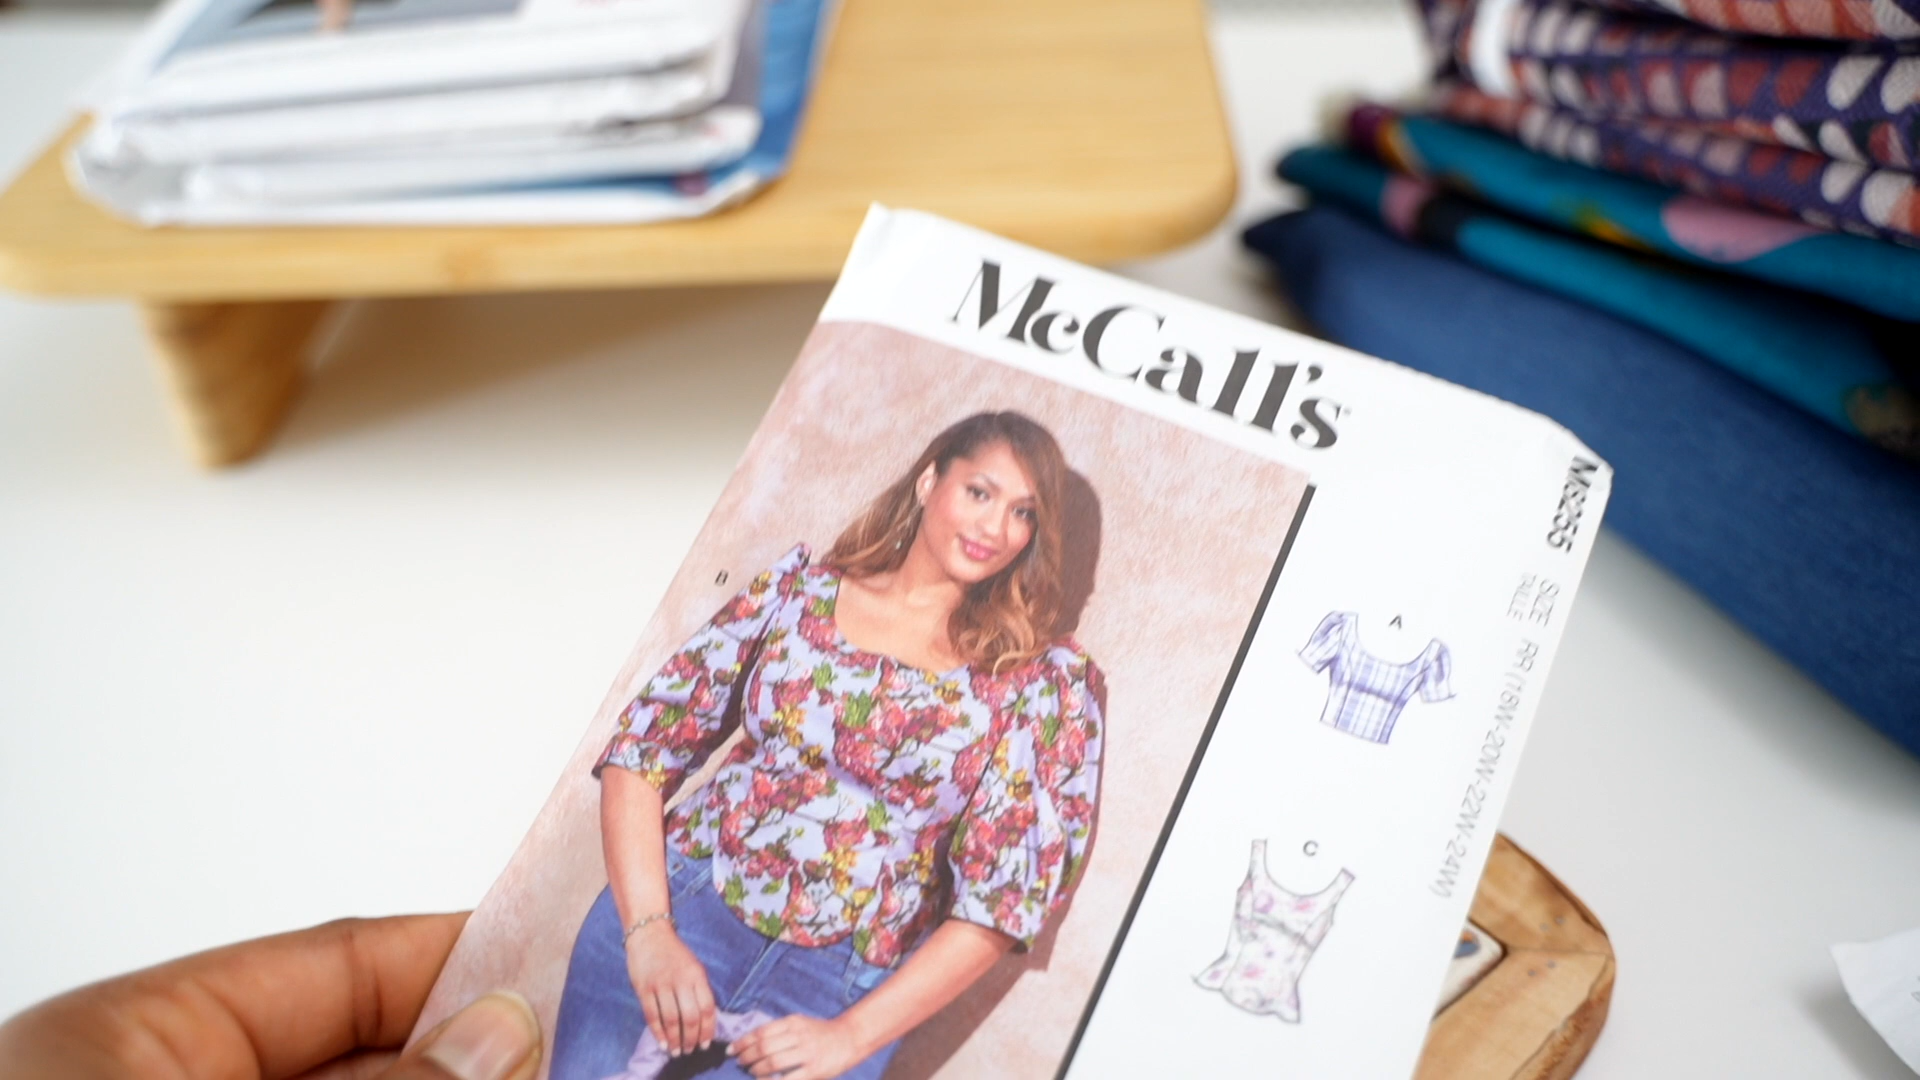 McCall's
M8255
SIZE RR (18W-20W-22W-24W)
TAILLE
B
A
C